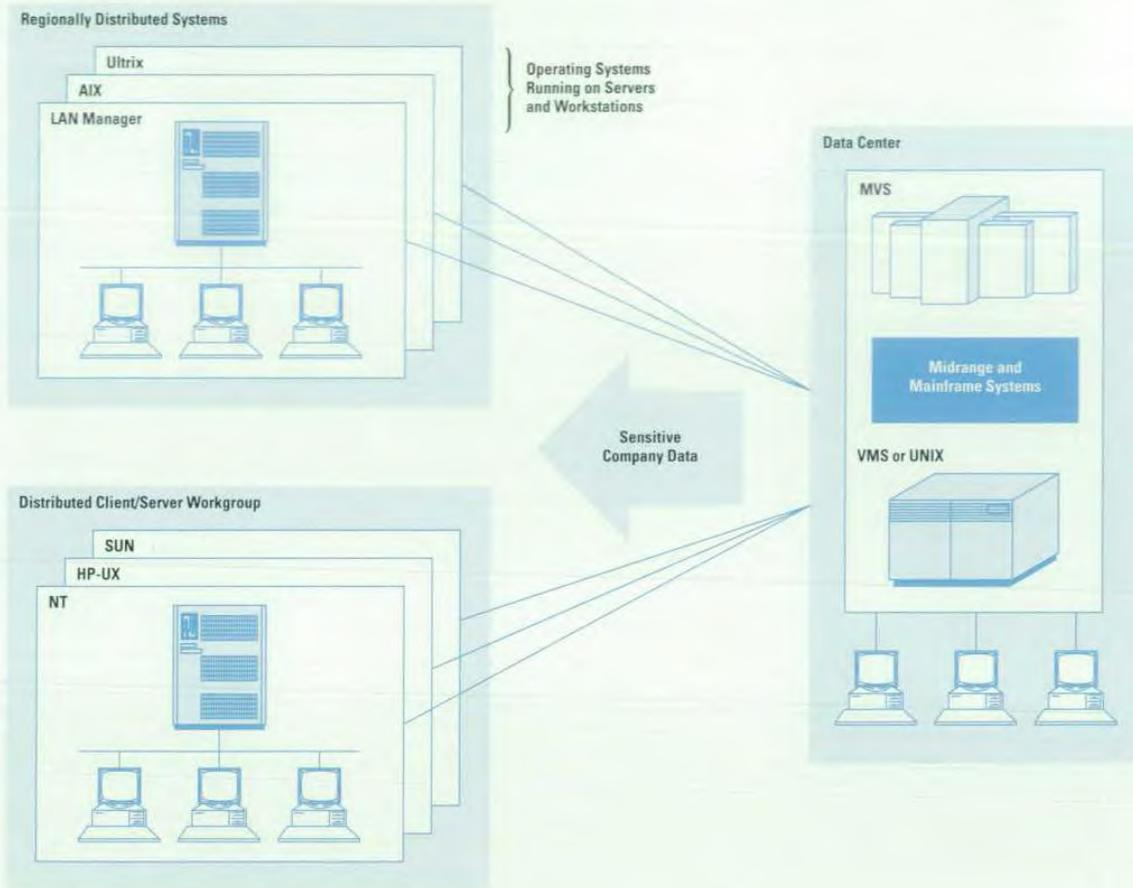 Regionally Distributed Systems
Ultrix
AIX
LAN Manager
Operating Systems
Running on Servers
and Workstations
Data Center
MVS
Midrange and
Mainframe Systems
VMS or UNIX
Sensitive
Company Data
Distributed Client/Server Workgroup
SUN
HP-UX
NT